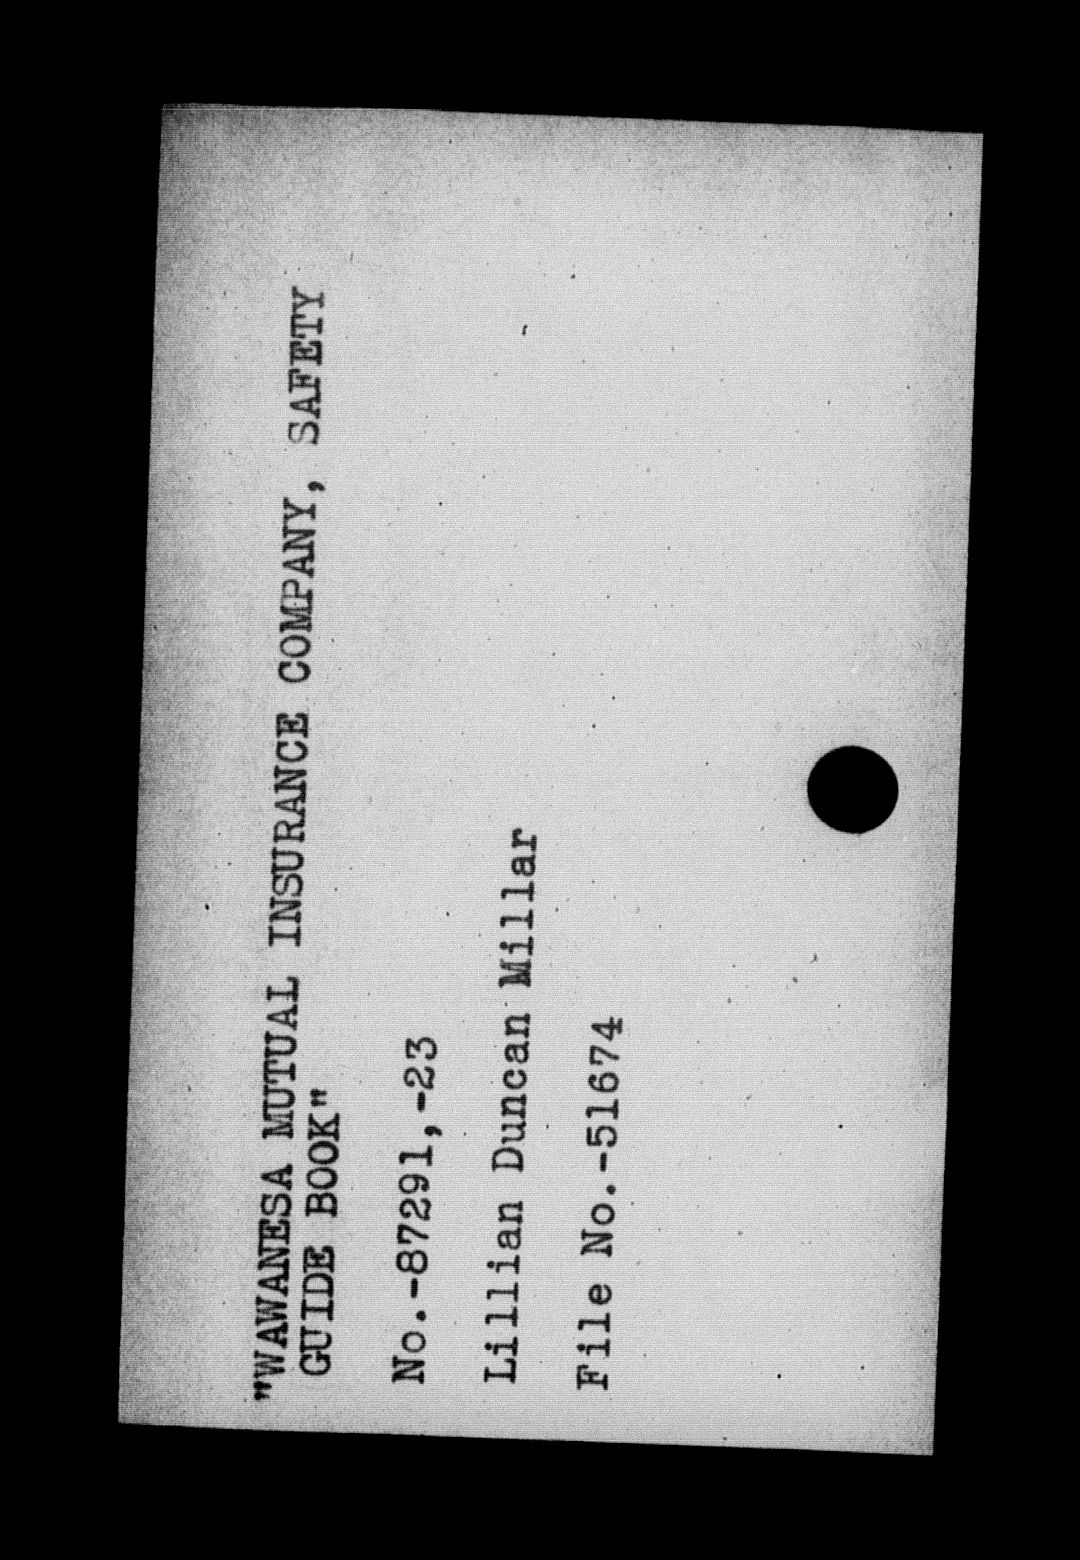 "WAWANESA MUTUAL INSURANCE COMPANY, SAFETY
GUIDE BOOK"
No.-87291,-23
Lillian Duncan Millar
File No.-51674